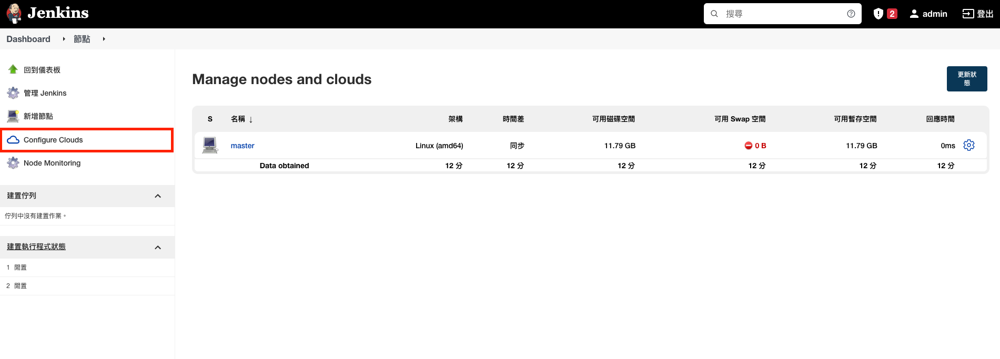 Jenkins
搜尋
2
admin
登出
Dashboard
節點
回到儀表板
管理 Jenkins
新增節點
Configure Clouds
Node Monitoring
建置佇列
佇列中沒有建置作業。
建置執行程式狀態
1 閒置
2 閒置
Manage nodes and clouds
更新狀
態
S 名稱 ↓ 架構 時間差 可用磁碟空間 可用 Swap 空間 可用暫存空間 回應時間
master Linux (amd64) 同步 11.79 GB 0 B 11.79 GB 0ms
Data obtained 12 分 12 分 12 分 12 分 12 分 12 分